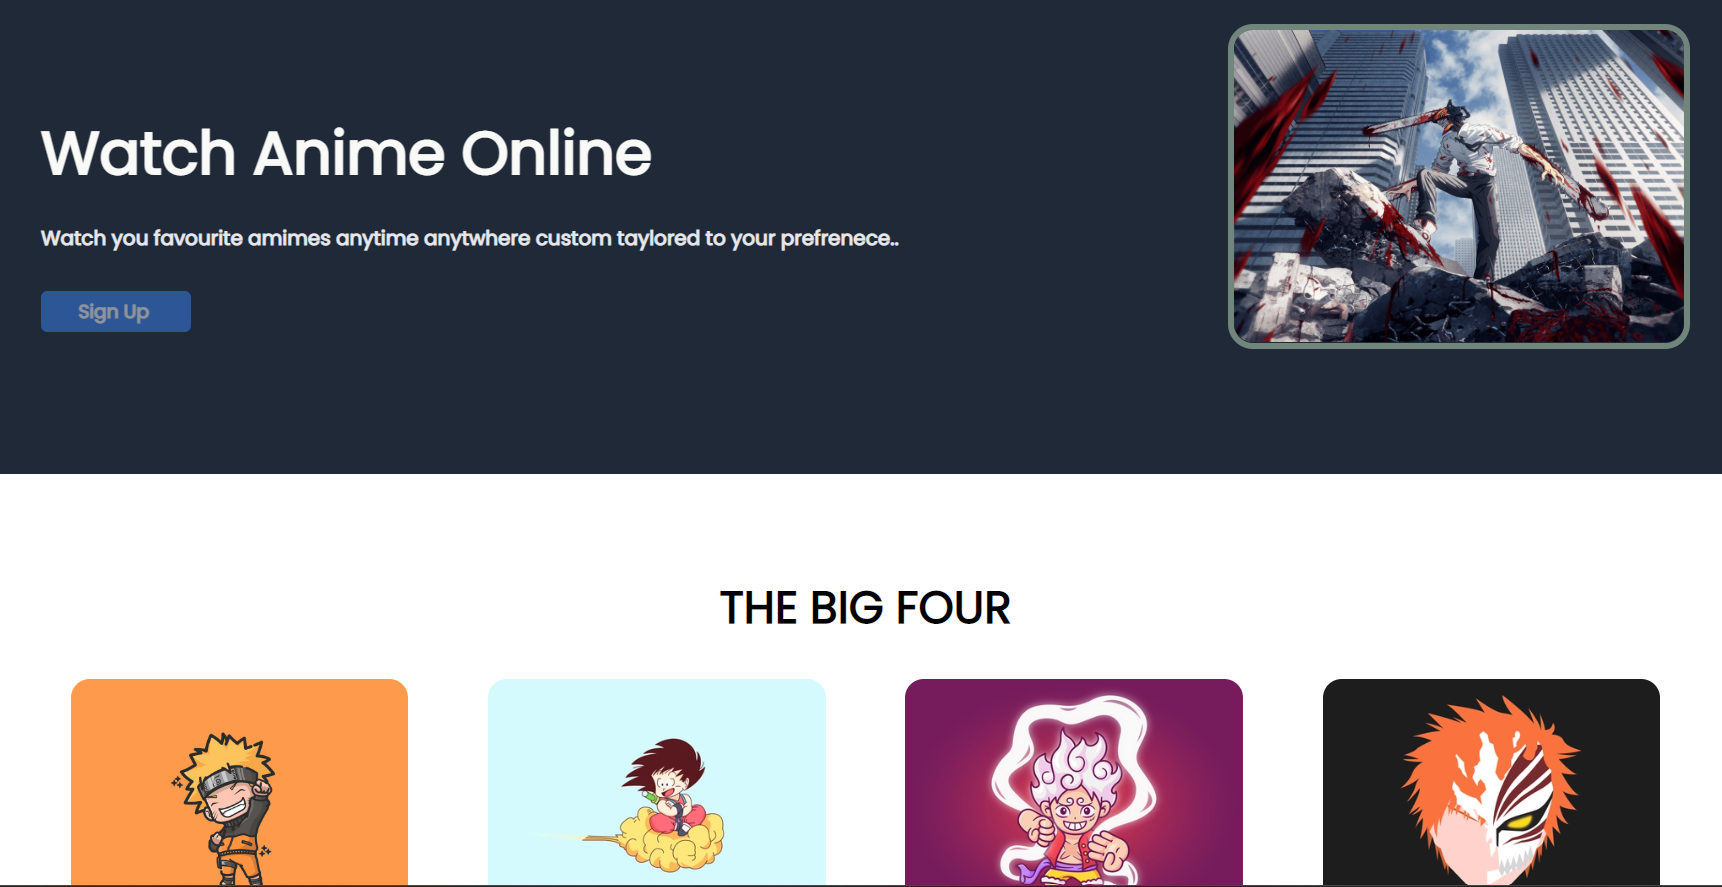 Watch Anime Online
Watch you favourite amimes anytime anytwhere custom taylored to your prefrenece..
Sign Up
THE BIG FOUR